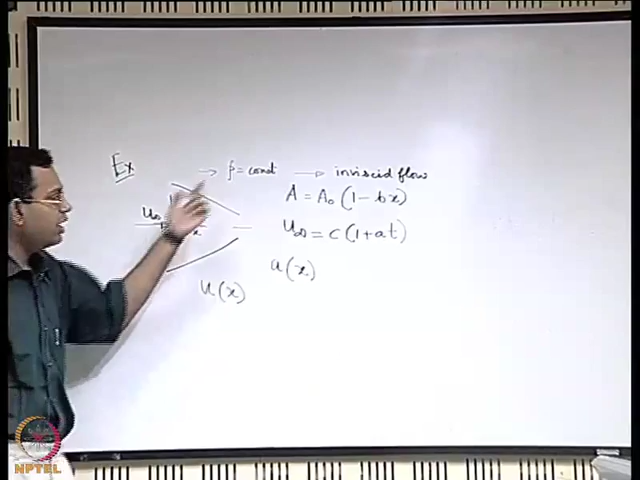 Ex
→ ρ = const → inviscid flow
A = A₀ (1 - bx)
u∞
x
u∞ = c (1 + at)
a(x)
u(x)
NPTEL